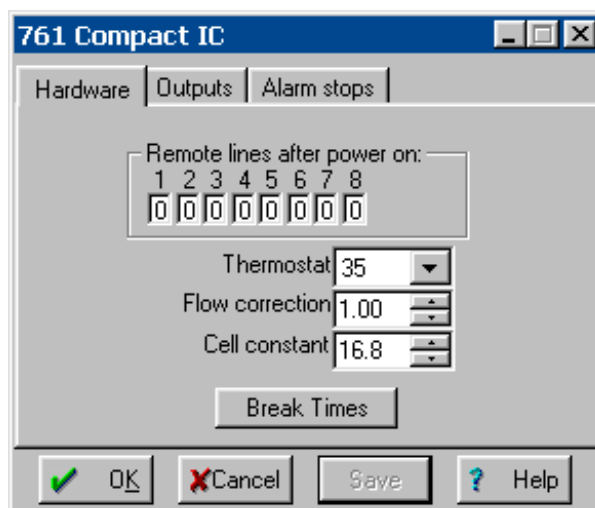 761 Compact IC
Hardware Outputs Alarm stops
Remote lines after power on:
1 2 3 4 5 6 7 8
0 0 0 0 0 0 0 0
Thermostat 35
Flow correction 1.00
Cell constant 16.8
Break Times
OK Cancel Save ? Help